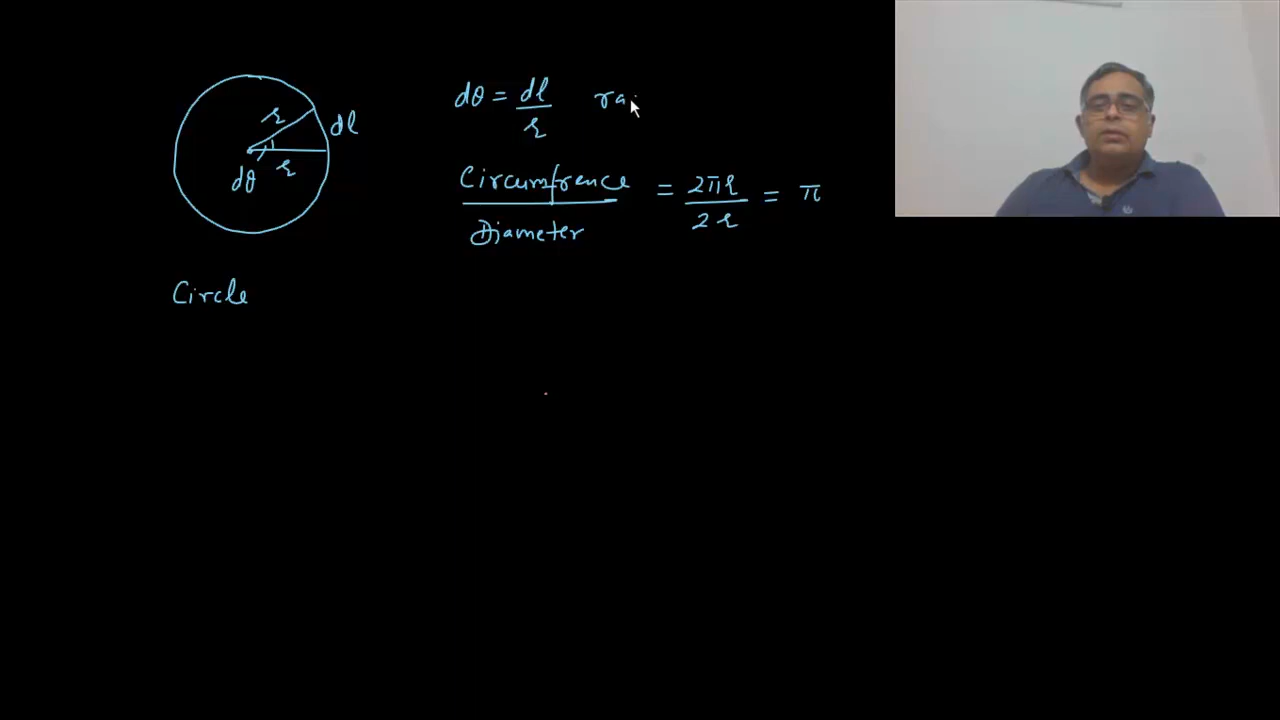 r
dl
r
dθ
Circle
dθ = dl / r ra
Circumfrence / Diameter = 2πr / 2r = π